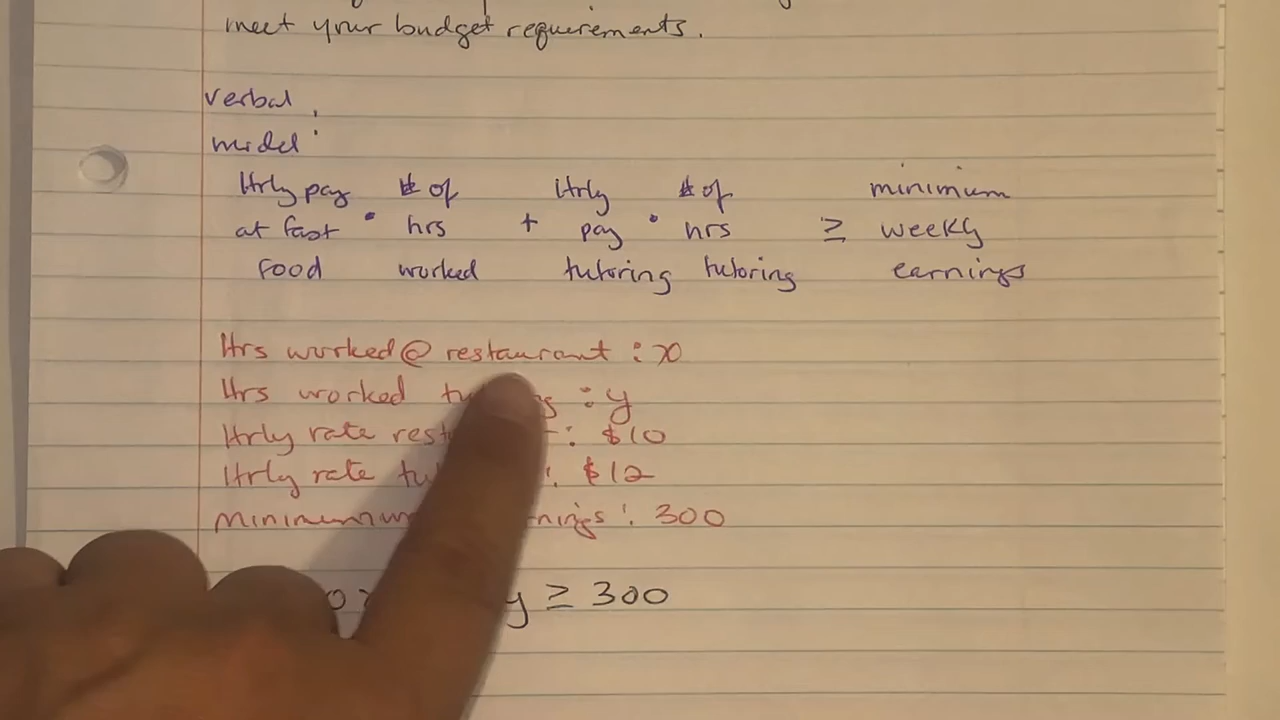 meet your budget requirements.
verbal
model:
Hrly pay # of Hrly # of minimum
at fast • hrs + pay • hrs ≥ weekly
food worked tutoring tutoring earnings
Hrs worked @ restaurant : x
Hrs worked : y
Hrly rate : $10
Hrly rate : $12
: 300
y ≥ 300